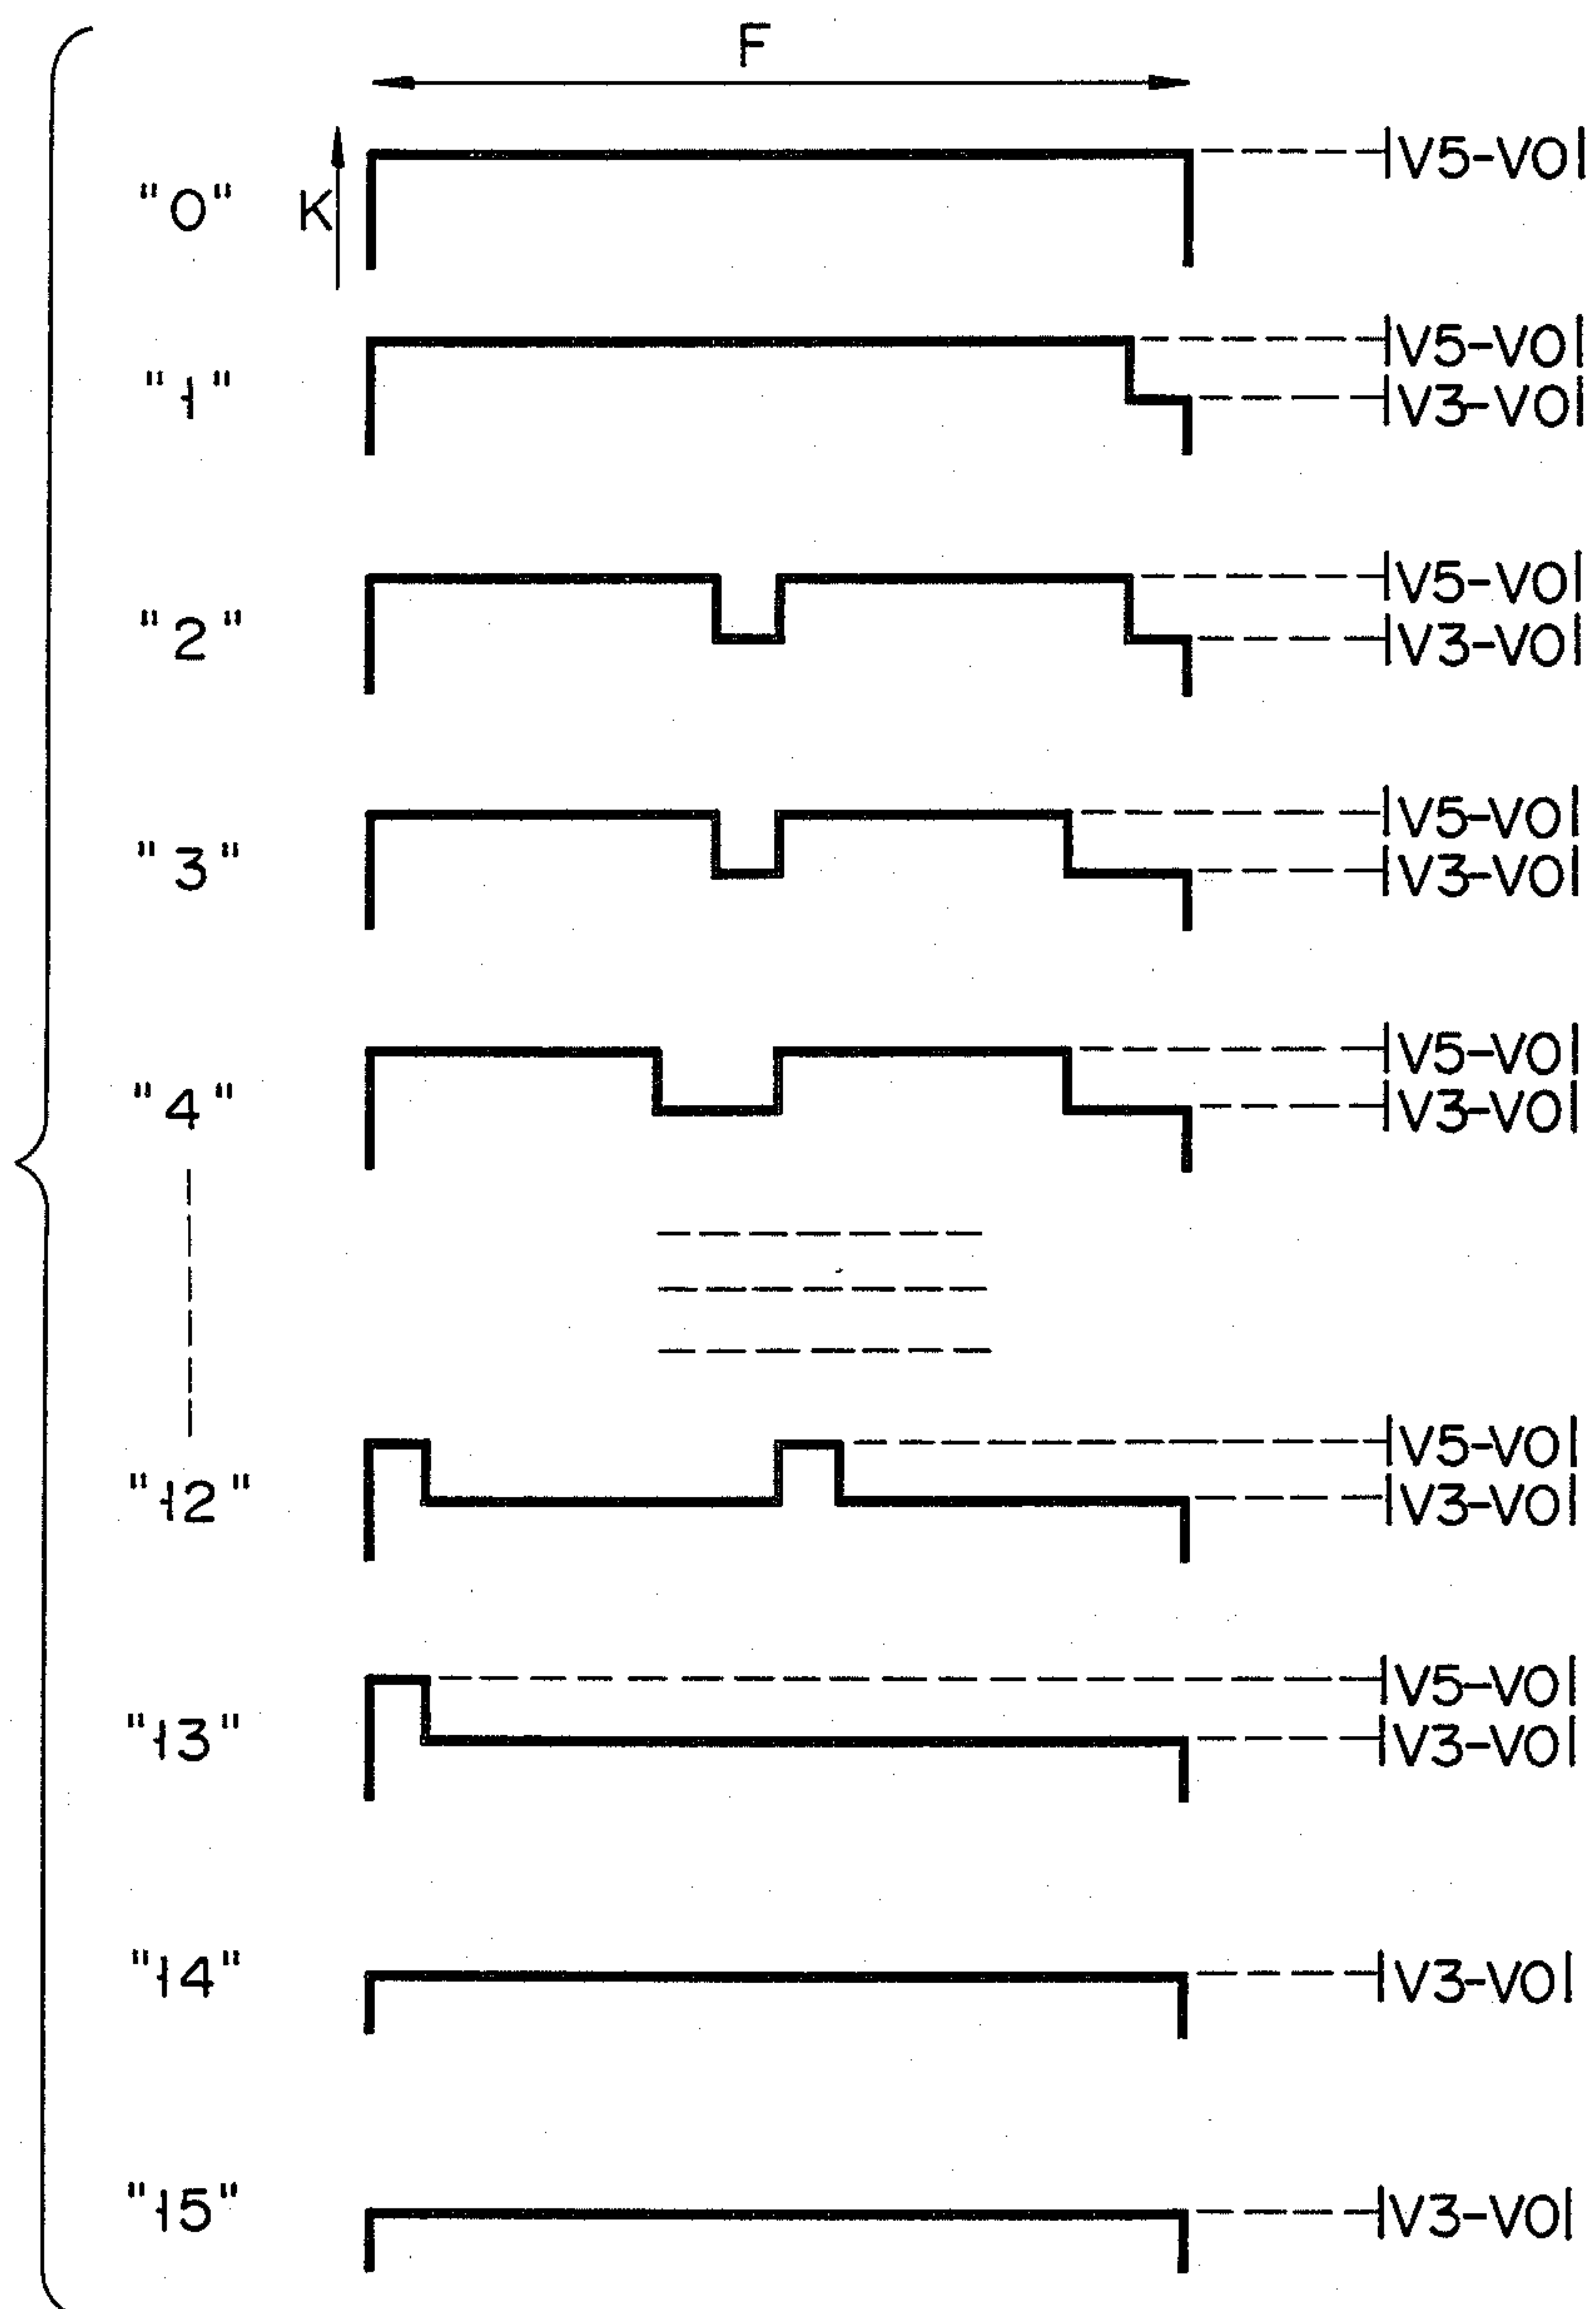 F
"0" K |V5-V0|
"1" |V5-V0|
|V3-V0|
"2" |V5-V0|
|V3-V0|
"3" |V5-V0|
|V3-V0|
"4" |V5-V0|
|V3-V0|
"12" |V5-V0|
|V3-V0|
"13" |V5-V0|
|V3-V0|
"14" |V3-V0|
"15" |V3-V0|